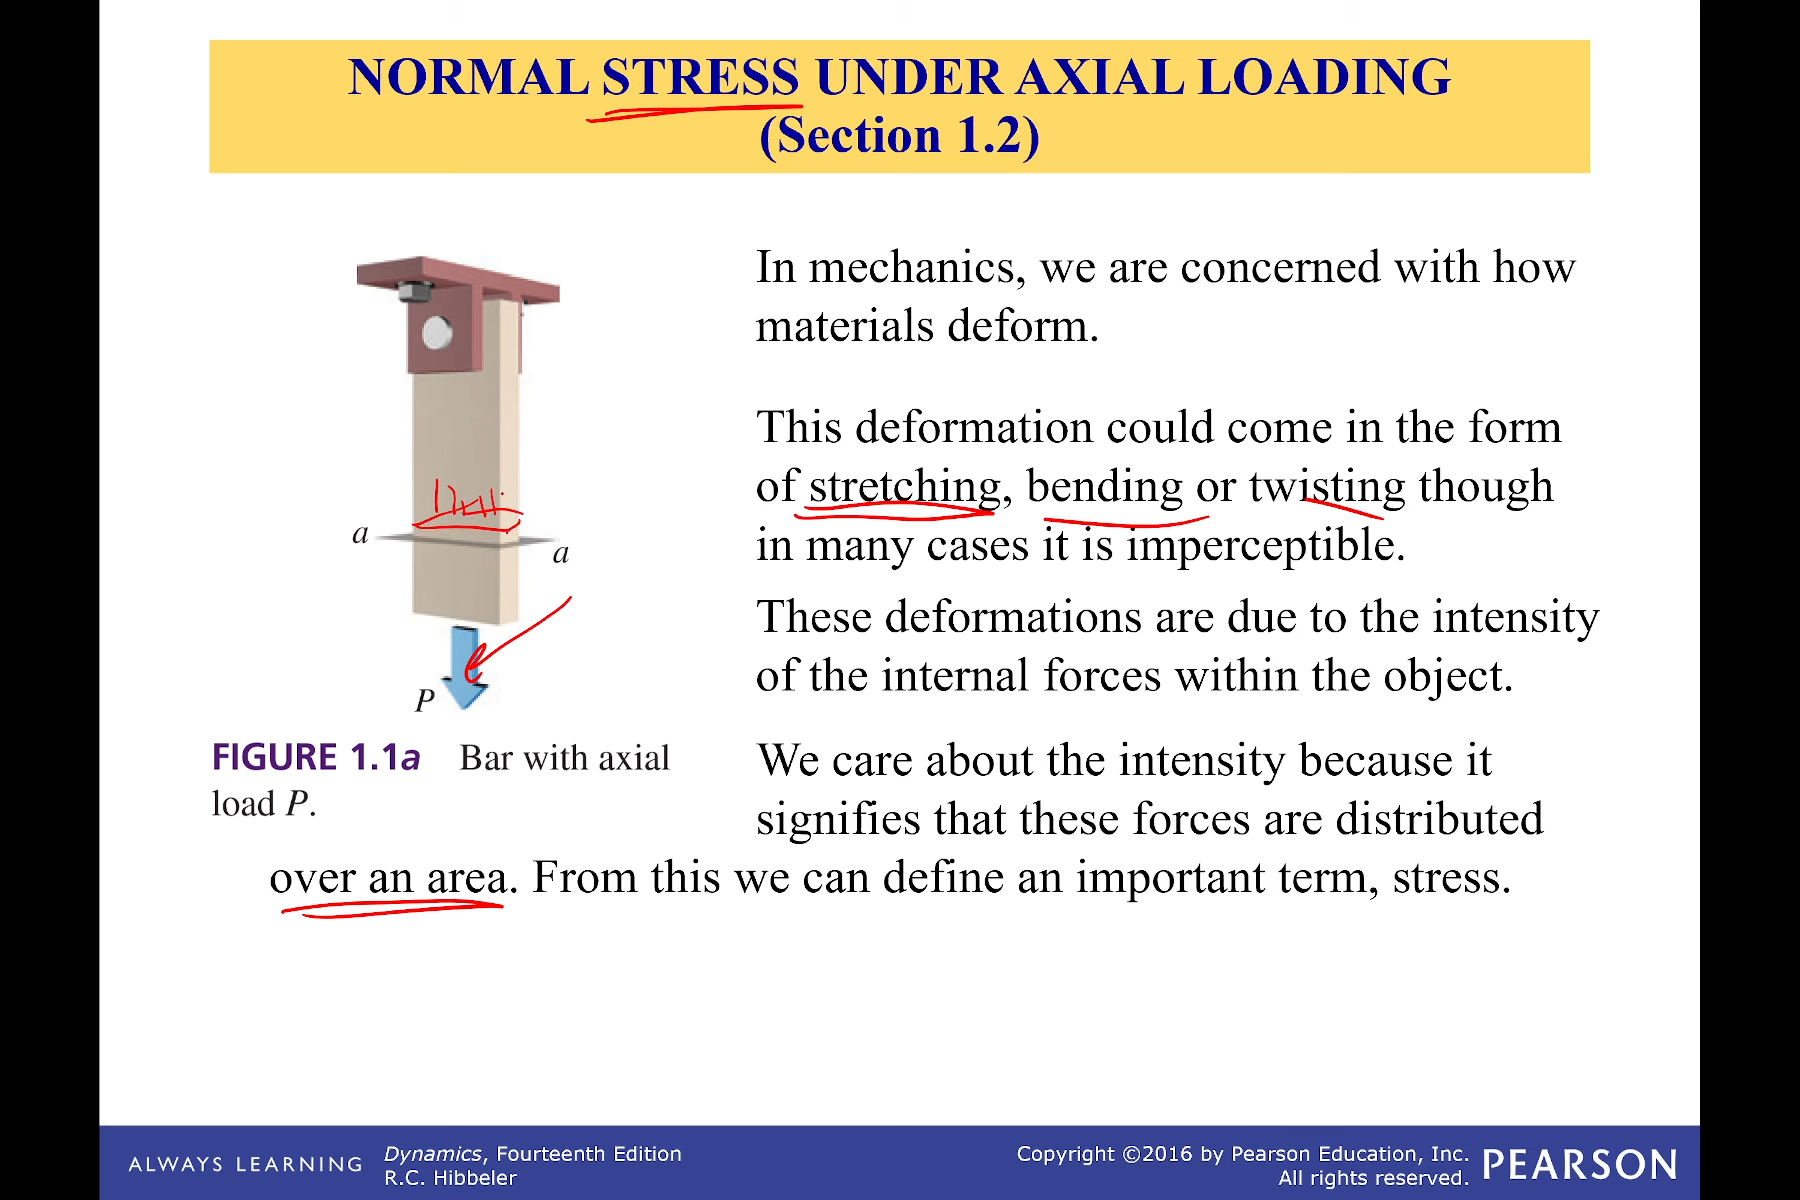 NORMAL STRESS UNDER AXIAL LOADING
(Section 1.2)
In mechanics, we are concerned with how
materials deform.
This deformation could come in the form
of stretching, bending or twisting though
in many cases it is imperceptible.
These deformations are due to the intensity
of the internal forces within the object.
We care about the intensity because it
signifies that these forces are distributed
over an area. From this we can define an important term, stress.
a
a
P
FIGURE 1.1a Bar with axial
load P.
ALWAYS LEARNING
Dynamics, Fourteenth Edition
R.C. Hibbeler
Copyright ©2016 by Pearson Education, Inc.
All rights reserved.
PEARSON